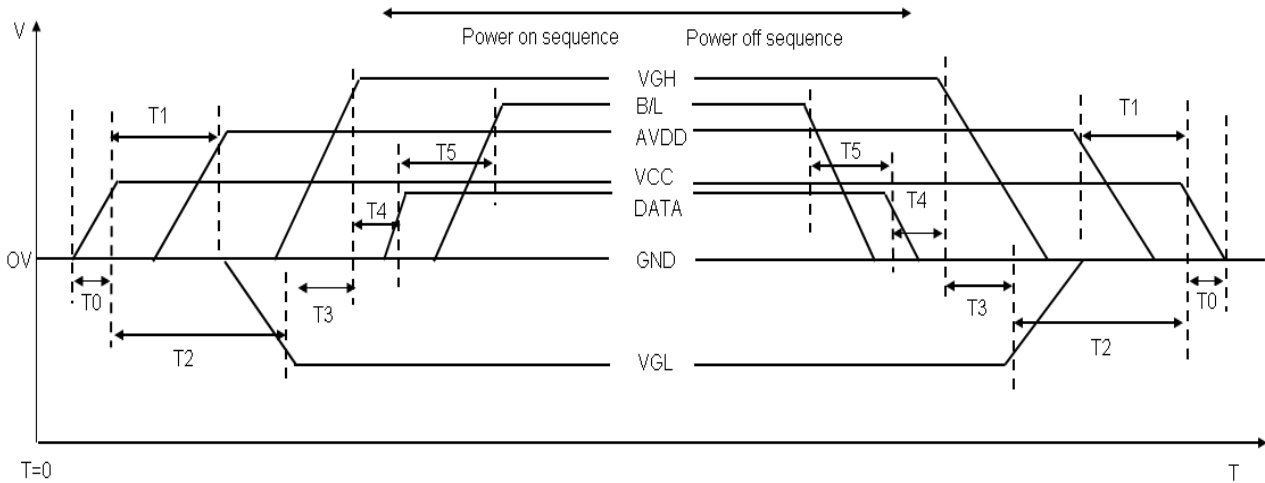 V
Power on sequence
Power off sequence
VGH
B/L
AVDD
VCC
DATA
GND
VGL
T1
T5
T4
T0
T3
T2
T5
T4
T1
T3
T0
T2
OV
T=0
T